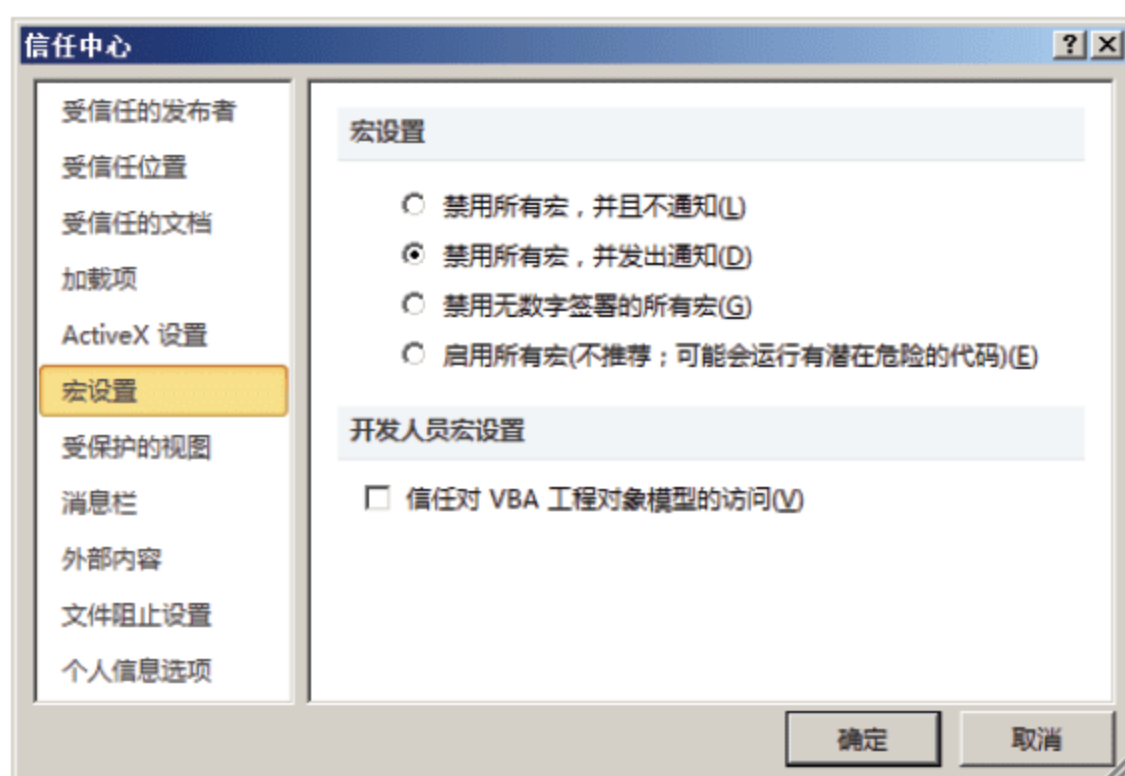 信任中心
受信任的发布者
受信任位置
受信任的文档
加载项
ActiveX 设置
宏设置
受保护的视图
消息栏
外部内容
文件阻止设置
个人信息选项
宏设置
禁用所有宏，并且不通知(L)
禁用所有宏，并发出通知(D)
禁用无数字签署的所有宏(G)
启用所有宏(不推荐；可能会运行有潜在危险的代码)(E)
开发人员宏设置
信任对 VBA 工程对象模型的访问(V)
确定
取消